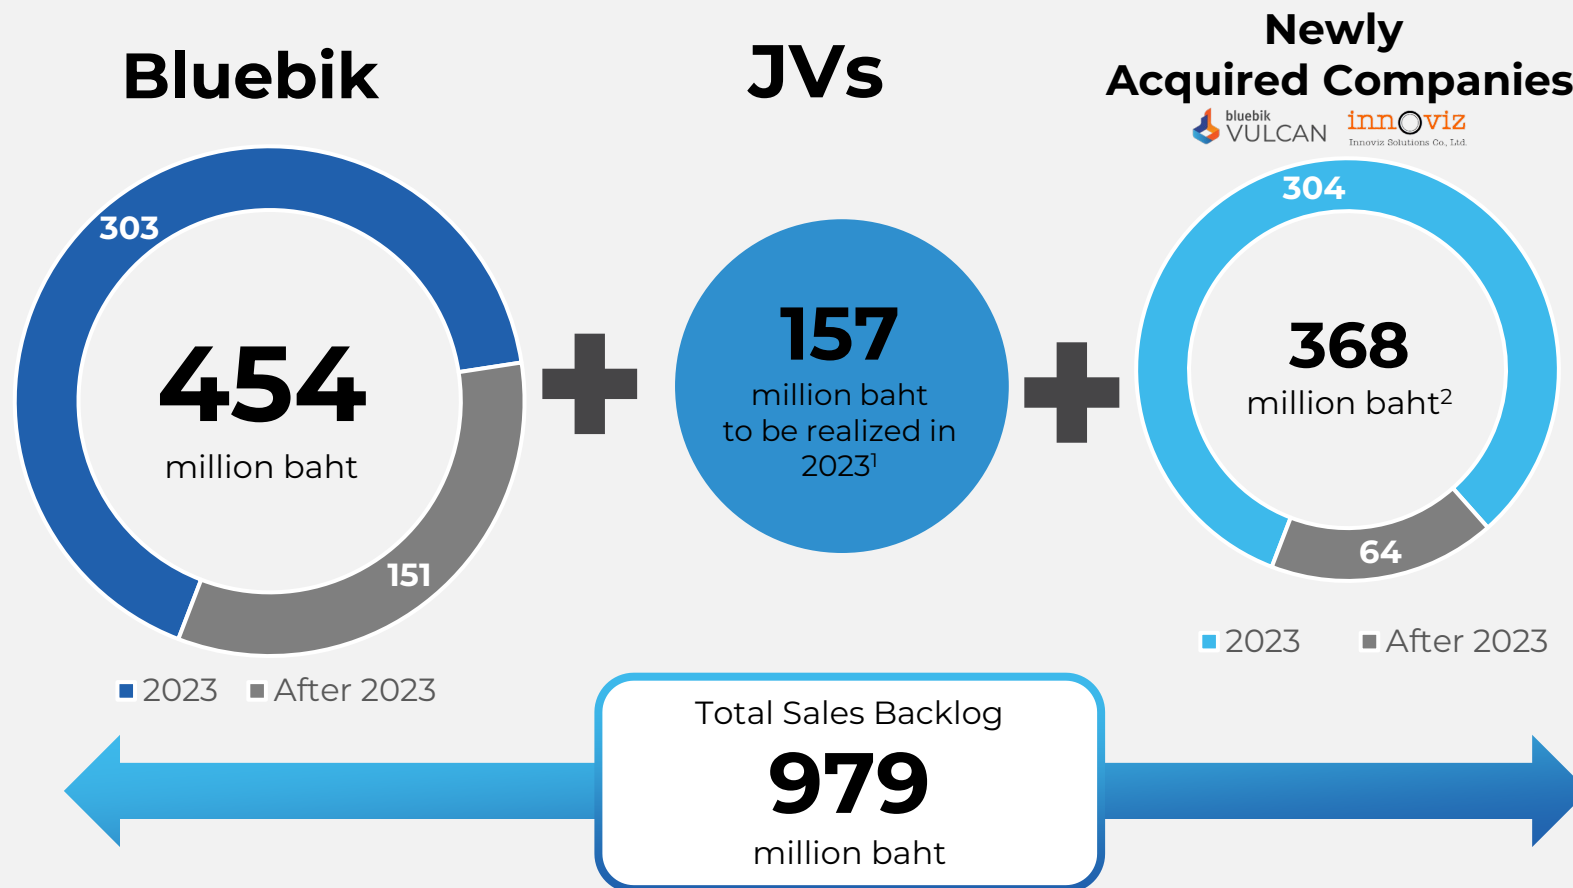 Bluebik
303
454
million baht
151
2023
After 2023
JVs
157
million baht
to be realized in
2023¹
Newly
Acquired Companies
bluebik
VULCAN
innoviz
Innoviz Solutions Co., Ltd.
304
368
million baht²
64
2023
After 2023
Total Sales Backlog
979
million baht